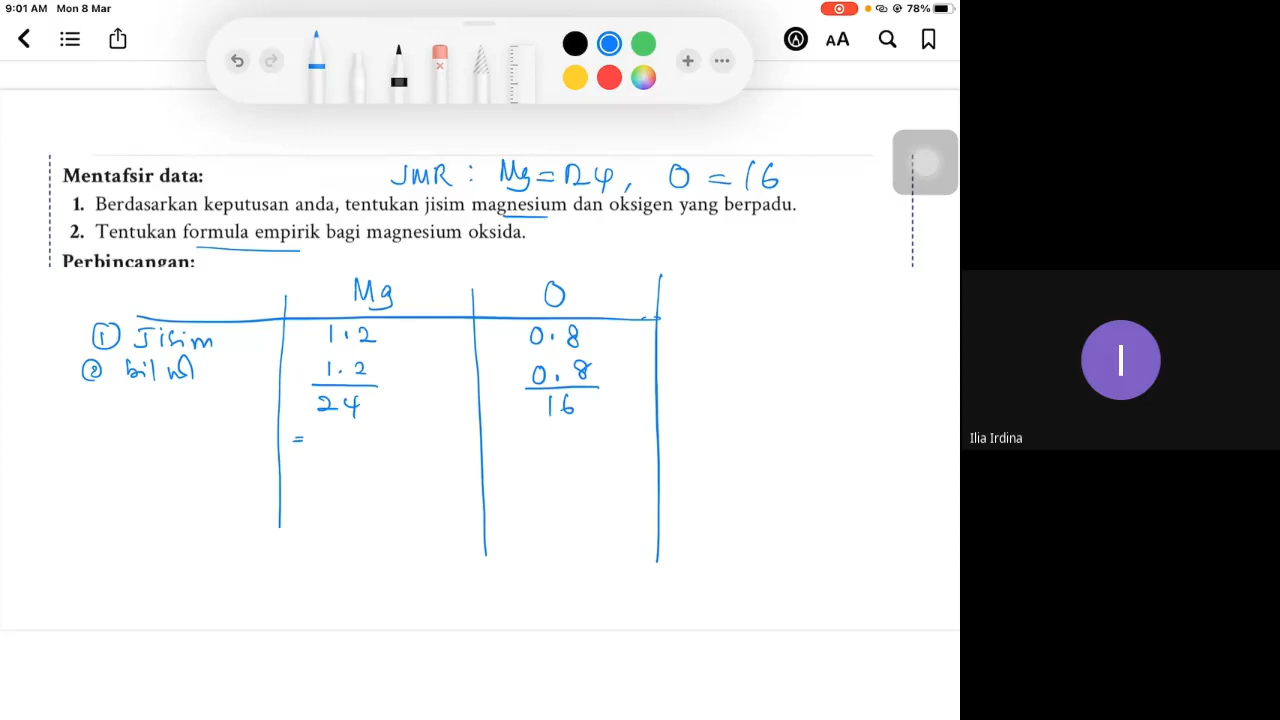 9:01 AM Mon 8 Mar
78%
AA
Mentafsir data:
JMR : Mg = 24, O = 16
1. Berdasarkan keputusan anda, tentukan jisim magnesium dan oksigen yang berpadu.
2. Tentukan formula empirik bagi magnesium oksida.
Perbincangan:
Mg O
① Jisim 1.2 0.8
② bil 1.2 0.8
24 16
=
I
Ilia Irdina